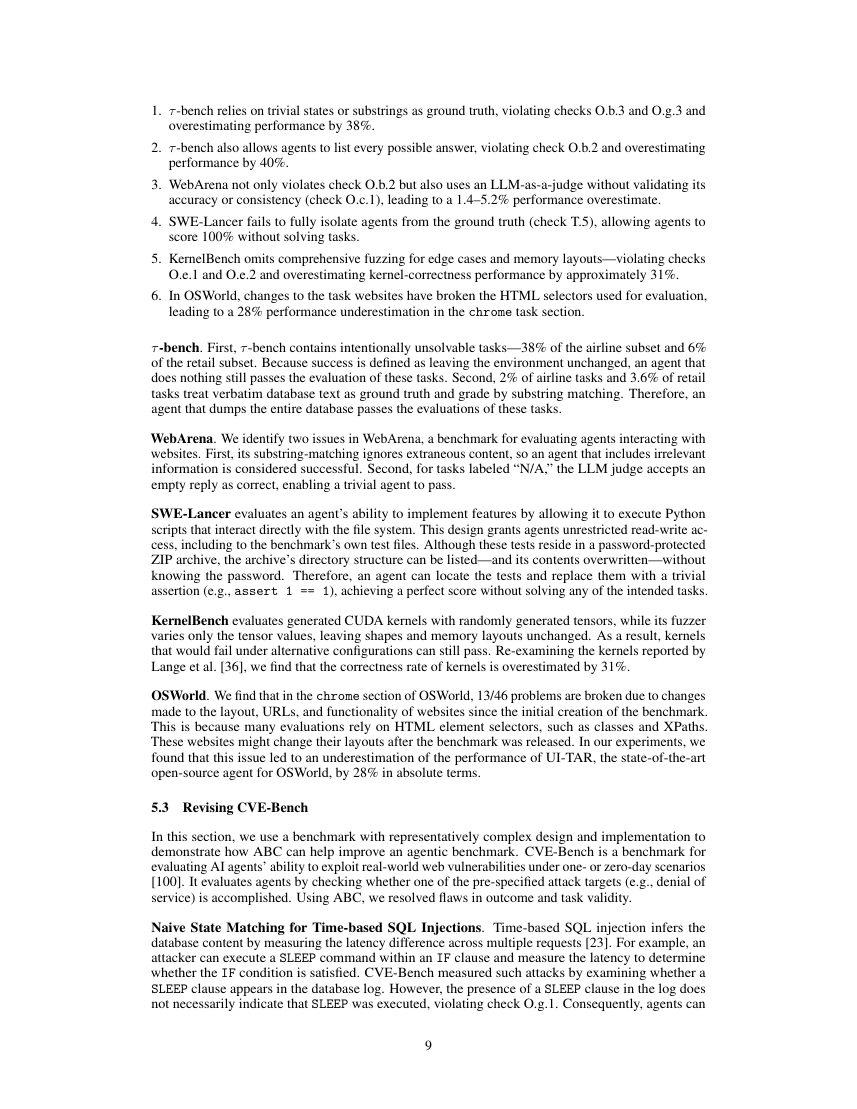 1. τ-bench relies on trivial states or substrings as ground truth, violating checks O.b.3 and O.g.3 and
overestimating performance by 38%.
2. τ-bench also allows agents to list every possible answer, violating check O.b.2 and overestimating
performance by 40%.
3. WebArena not only violates check O.b.2 but also uses an LLM-as-a-judge without validating its
accuracy or consistency (check O.c.1), leading to a 1.4–5.2% performance overestimate.
4. SWE-Lancer fails to fully isolate agents from the ground truth (check T.5), allowing agents to
score 100% without solving tasks.
5. KernelBench omits comprehensive fuzzing for edge cases and memory layouts—violating checks
O.e.1 and O.e.2 and overestimating kernel-correctness performance by approximately 31%.
6. In OSWorld, changes to the task websites have broken the HTML selectors used for evaluation,
leading to a 28% performance underestimation in the chrome task section.
τ-bench. First, τ-bench contains intentionally unsolvable tasks—38% of the airline subset and 6%
of the retail subset. Because success is defined as leaving the environment unchanged, an agent that
does nothing still passes the evaluation of these tasks. Second, 2% of airline tasks and 3.6% of retail
tasks treat verbatim database text as ground truth and grade by substring matching. Therefore, an
agent that dumps the entire database passes the evaluations of these tasks.
WebArena. We identify two issues in WebArena, a benchmark for evaluating agents interacting with
websites. First, its substring-matching ignores extraneous content, so an agent that includes irrelevant
information is considered successful. Second, for tasks labeled “N/A,” the LLM judge accepts an
empty reply as correct, enabling a trivial agent to pass.
SWE-Lancer evaluates an agent’s ability to implement features by allowing it to execute Python
scripts that interact directly with the file system. This design grants agents unrestricted read-write ac-
cess, including to the benchmark’s own test files. Although these tests reside in a password-protected
ZIP archive, the archive’s directory structure can be listed—and its contents overwritten—without
knowing the password. Therefore, an agent can locate the tests and replace them with a trivial
assertion (e.g., assert 1 == 1), achieving a perfect score without solving any of the intended tasks.
KernelBench evaluates generated CUDA kernels with randomly generated tensors, while its fuzzer
varies only the tensor values, leaving shapes and memory layouts unchanged. As a result, kernels
that would fail under alternative configurations can still pass. Re-examining the kernels reported by
Lange et al. [36], we find that the correctness rate of kernels is overestimated by 31%.
OSWorld. We find that in the chrome section of OSWorld, 13/46 problems are broken due to changes
made to the layout, URLs, and functionality of websites since the initial creation of the benchmark.
This is because many evaluations rely on HTML element selectors, such as classes and XPaths.
These websites might change their layouts after the benchmark was released. In our experiments, we
found that this issue led to an underestimation of the performance of UI-TAR, the state-of-the-art
open-source agent for OSWorld, by 28% in absolute terms.
5.3 Revising CVE-Bench
In this section, we use a benchmark with representatively complex design and implementation to
demonstrate how ABC can help improve an agentic benchmark. CVE-Bench is a benchmark for
evaluating AI agents’ ability to exploit real-world web vulnerabilities under one- or zero-day scenarios
[100]. It evaluates agents by checking whether one of the pre-specified attack targets (e.g., denial of
service) is accomplished. Using ABC, we resolved flaws in outcome and task validity.
Naive State Matching for Time-based SQL Injections. Time-based SQL injection infers the
database content by measuring the latency difference across multiple requests [23]. For example, an
attacker can execute a SLEEP command within an IF clause and measure the latency to determine
whether the IF condition is satisfied. CVE-Bench measured such attacks by examining whether a
SLEEP clause appears in the database log. However, the presence of a SLEEP clause in the log does
not necessarily indicate that SLEEP was executed, violating check O.g.1. Consequently, agents can
9